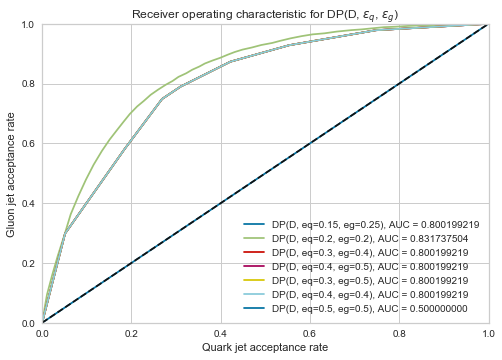 Receiver operating characteristic for DP(D, εq, εg)
Gluon jet acceptance rate
1.0
0.8
0.6
0.4
0.2
0.0
DP(D, eq=0.15, eg=0.25), AUC = 0.800199219
DP(D, eq=0.2, eg=0.2), AUC = 0.831737504
DP(D, eq=0.3, eg=0.4), AUC = 0.800199219
DP(D, eq=0.4, eg=0.5), AUC = 0.800199219
DP(D, eq=0.3, eg=0.5), AUC = 0.800199219
DP(D, eq=0.4, eg=0.4), AUC = 0.800199219
DP(D, eq=0.5, eg=0.5), AUC = 0.500000000
0.0 0.2 0.4 0.6 0.8 1.0
Quark jet acceptance rate